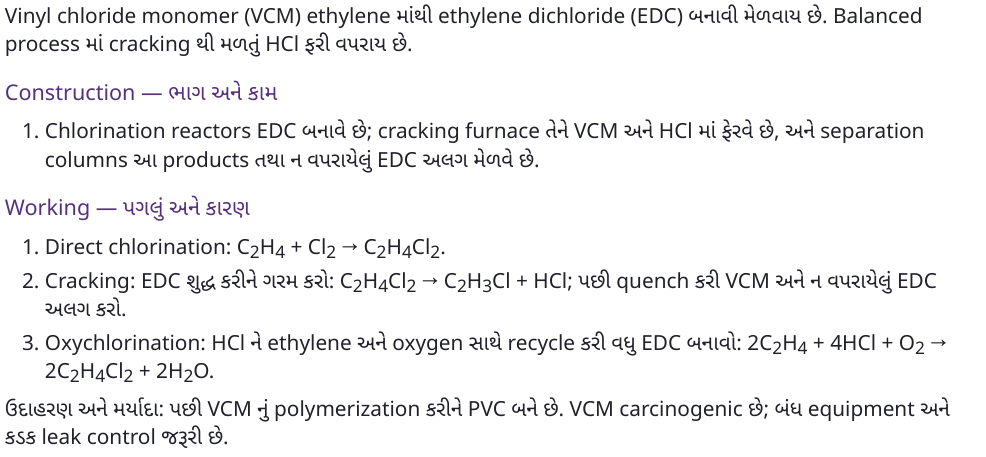 Vinyl chloride monomer (VCM) ethylene માંથી ethylene dichloride (EDC) બનાવી મેળવાય છે. Balanced
process માં cracking થી મળતું HCl ફરી વપરાય છે.
Construction — ભાગ અને કામ
1. Chlorination reactors EDC બનાવે છે; cracking furnace તેને VCM અને HCl માં ફેરવે છે, અને separation
columns આ products તથા ન વપરાયેલું EDC અલગ મેળવે છે.
Working — પગલું અને કારણ
1. Direct chlorination: C₂H₄ + Cl₂ → C₂H₄Cl₂.
2. Cracking: EDC શુદ્ધ કરીને ગરમ કરો: C₂H₄Cl₂ → C₂H₃Cl + HCl; પછી quench કરી VCM અને ન વપરાયેલું EDC
અલગ કરો.
3. Oxychlorination: HCl ને ethylene અને oxygen સાથે recycle કરી વધુ EDC બનાવો: 2C₂H₄ + 4HCl + O₂ →
2C₂H₄Cl₂ + 2H₂O.
ઉદાહરણ અને મર્યાદા: પછી VCM નું polymerization કરીને PVC બને છે. VCM carcinogenic છે; બંધ equipment અને
કડક leak control જરૂરી છે.